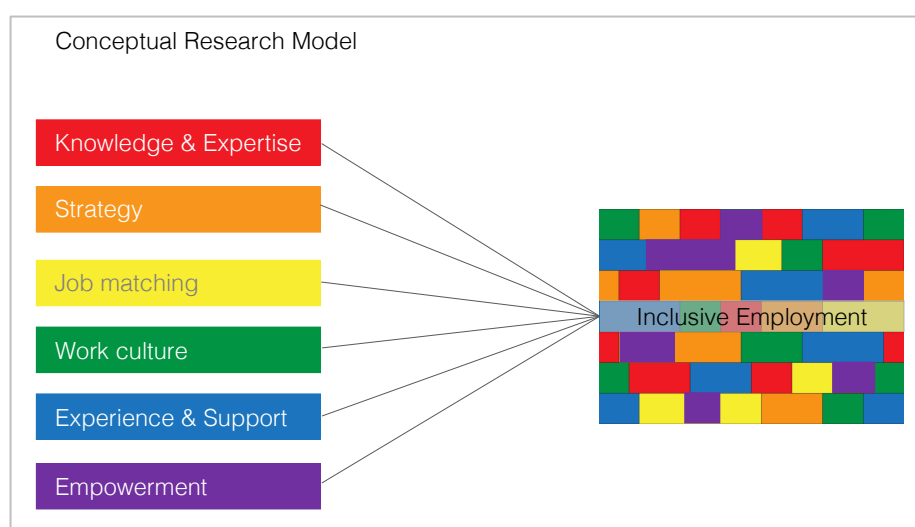 Conceptual Research Model
Knowledge & Expertise
Strategy
Job matching
Work culture
Experience & Support
Empowerment
Inclusive Employment